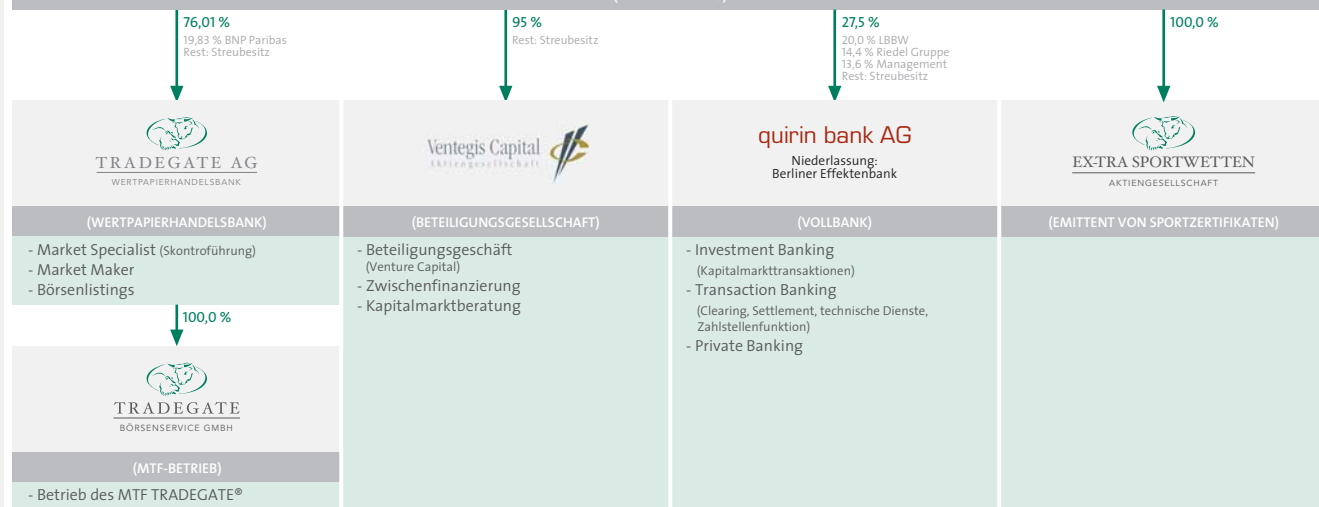 76,01 %
19,83 % BNP Paribas
Rest: Streubesitz
95 %
Rest: Streubesitz
27,5 %
20,0 % LBBW
14,4 % Riedel Gruppe
13,6 % Management
Rest: Streubesitz
100,0 %
TRADEGATE AG
WERTPAPIERHANDELSBANK
(WERTPAPIERHANDELSBANK)
- Market Specialist (Skontroführung)
- Market Maker
- Börsenlistings
100,0 %
TRADEGATE
BÖRSENSERVICE GMBH
(MTF-BETRIEB)
- Betrieb des MTF TRADEGATE®
Ventegis Capital
Aktiengesellschaft
(BETEILIGUNGSGESELLSCHAFT)
- Beteiligungsgeschäft
(Venture Capital)
- Zwischenfinanzierung
- Kapitalmarktberatung
quirin bank AG
Niederlassung:
Berliner Effektenbank
(VOLLBANK)
- Investment Banking
(Kapitalmarkttransaktionen)
- Transaction Banking
(Clearing, Settlement, technische Dienste,
Zahlstellenfunktion)
- Private Banking
EX-TRA SPORTWETTEN
AKTIENGESELLSCHAFT
(EMITTENT VON SPORTZERTIFIKATEN)